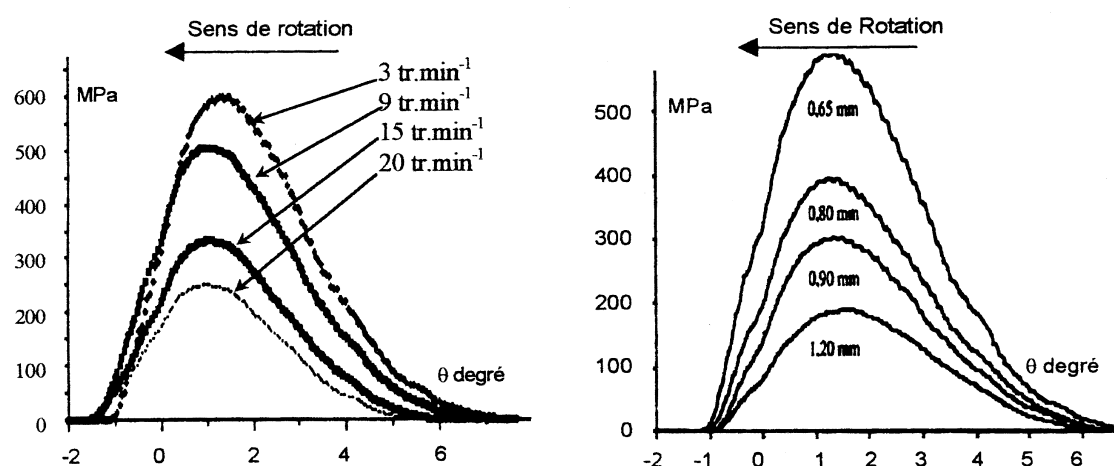 Sens de rotation
MPa
3 tr.min⁻¹
9 tr.min⁻¹
15 tr.min⁻¹
20 tr.min⁻¹
600
500
400
300
200
100
0
θ degré
-2 0 2 4 6
Sens de Rotation
MPa
0,65 mm
0,80 mm
0,90 mm
1,20 mm
500
400
300
200
100
0
θ degré
-2 -1 0 1 2 3 4 5 6